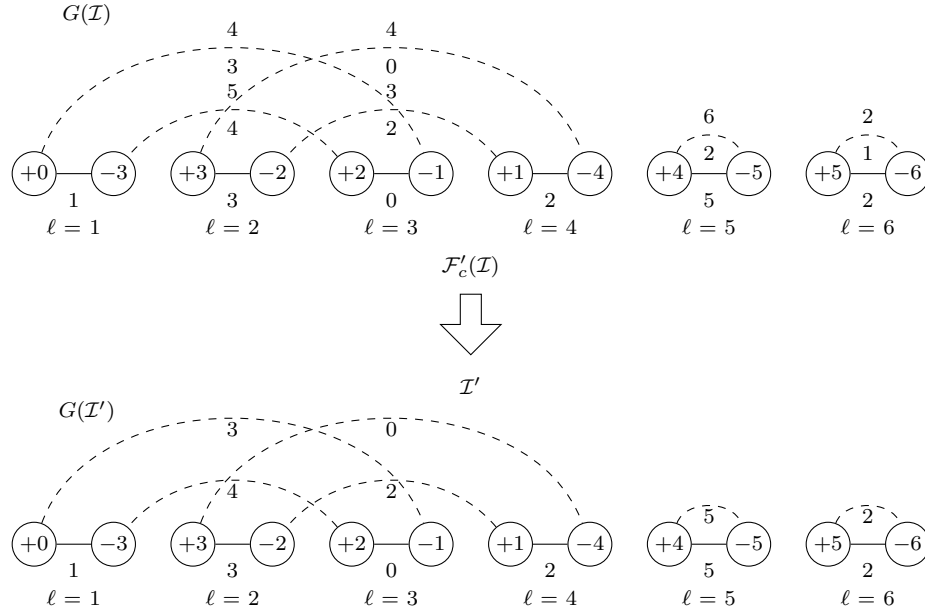 G(I)
4 4
3 0
5 3 6 2
4 2 2 1
+0 −3 +3 −2 +2 −1 +1 −4 +4 −5 +5 −6
1 3 0 2 5 2
ℓ = 1 ℓ = 2 ℓ = 3 ℓ = 4 ℓ = 5 ℓ = 6
F′c(I)
I′
G(I′)
3 0
4 2 5 2
+0 −3 +3 −2 +2 −1 +1 −4 +4 −5 +5 −6
1 3 0 2 5 2
ℓ = 1 ℓ = 2 ℓ = 3 ℓ = 4 ℓ = 5 ℓ = 6